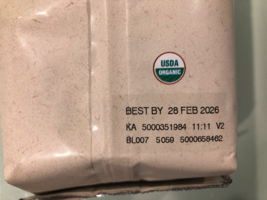 USDA
ORGANIC
BEST BY 28 FEB 2026
KA 5000351984 11:11 V2
BL007 5059 5000658462